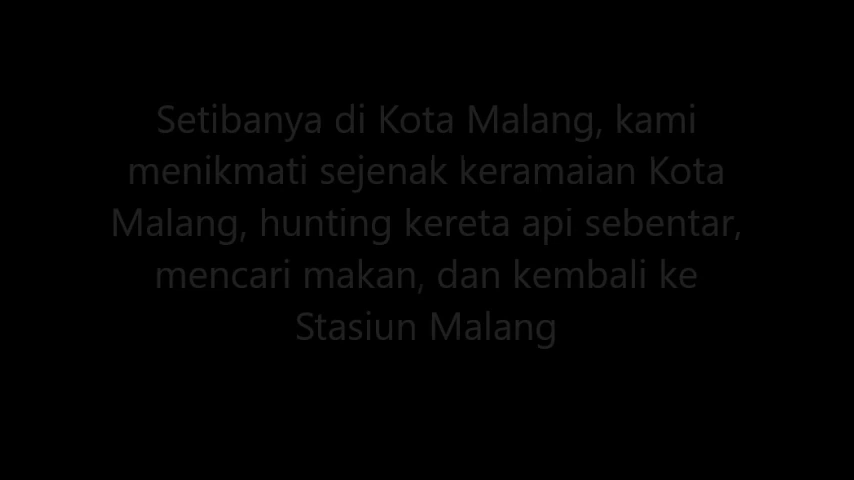 Setibanya di Kota Malang, kami
menikmati sejenak keramaian Kota
Malang, hunting kereta api sebentar,
mencari makan, dan kembali ke
Stasiun Malang